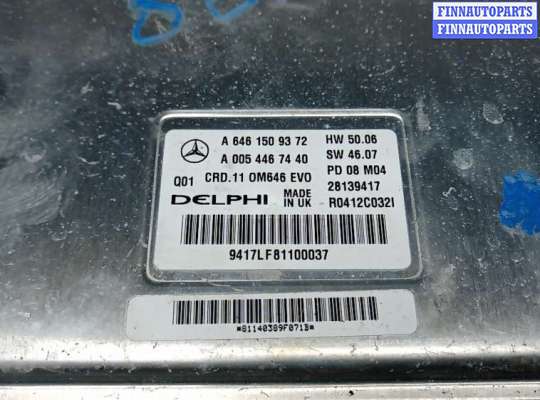 FINNAUTOPARTS
FINNAUTOPARTS
A 646 150 93 72 HW 50.06
A 005 446 74 40 SW 46.07
Q01 CRD.11 OM646 EVO PD 08 M04
DELPHI MADE IN UK 28139417
R0412C032I
9417LF81100037
*81140389F071B*